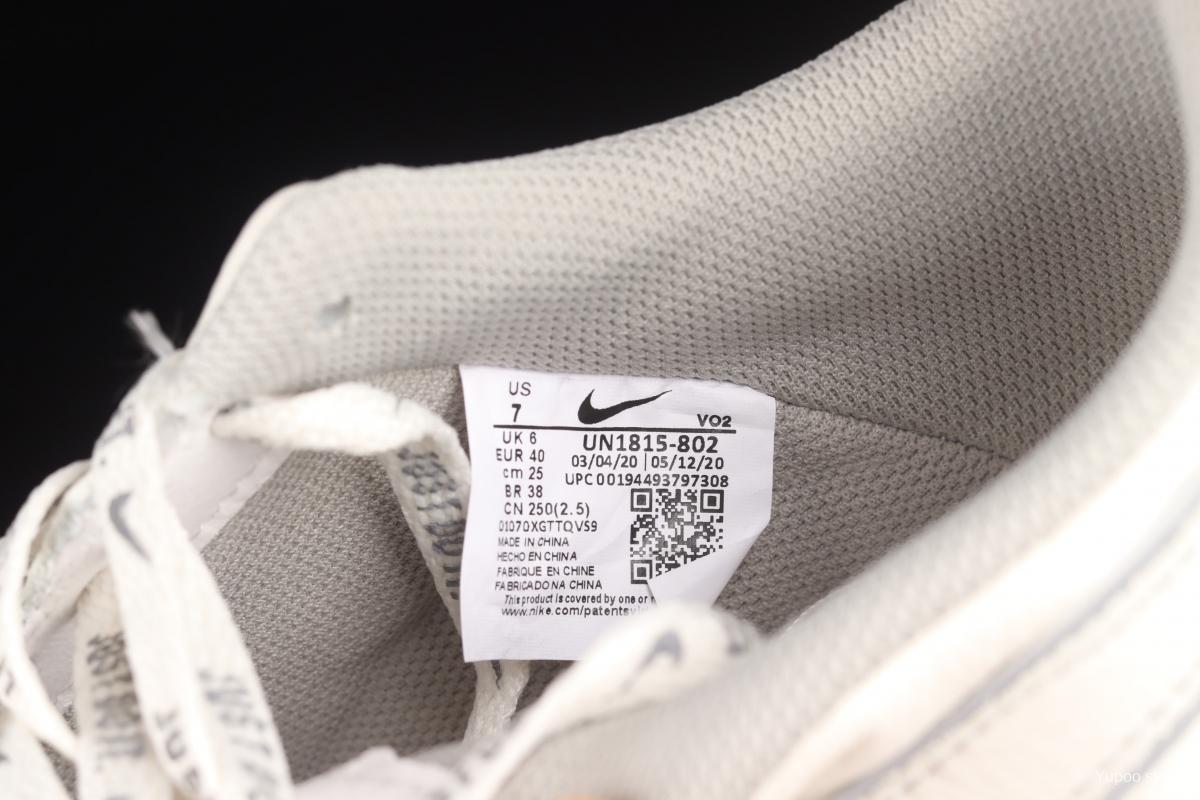 US
7
VO2
UK 6
EUR 40
cm 25
BR 38
CN 250(2.5)
01070XGTTQVS9
MADE IN CHINA
HECHO EN CHINA
FABRIQUE EN CHINE
FABRICADO NA CHINA
This product is covered by one or
www.nike.com/patents
UN1815-802
03/04/20 | 05/12/20
UPC 00194493797308
Yupoo